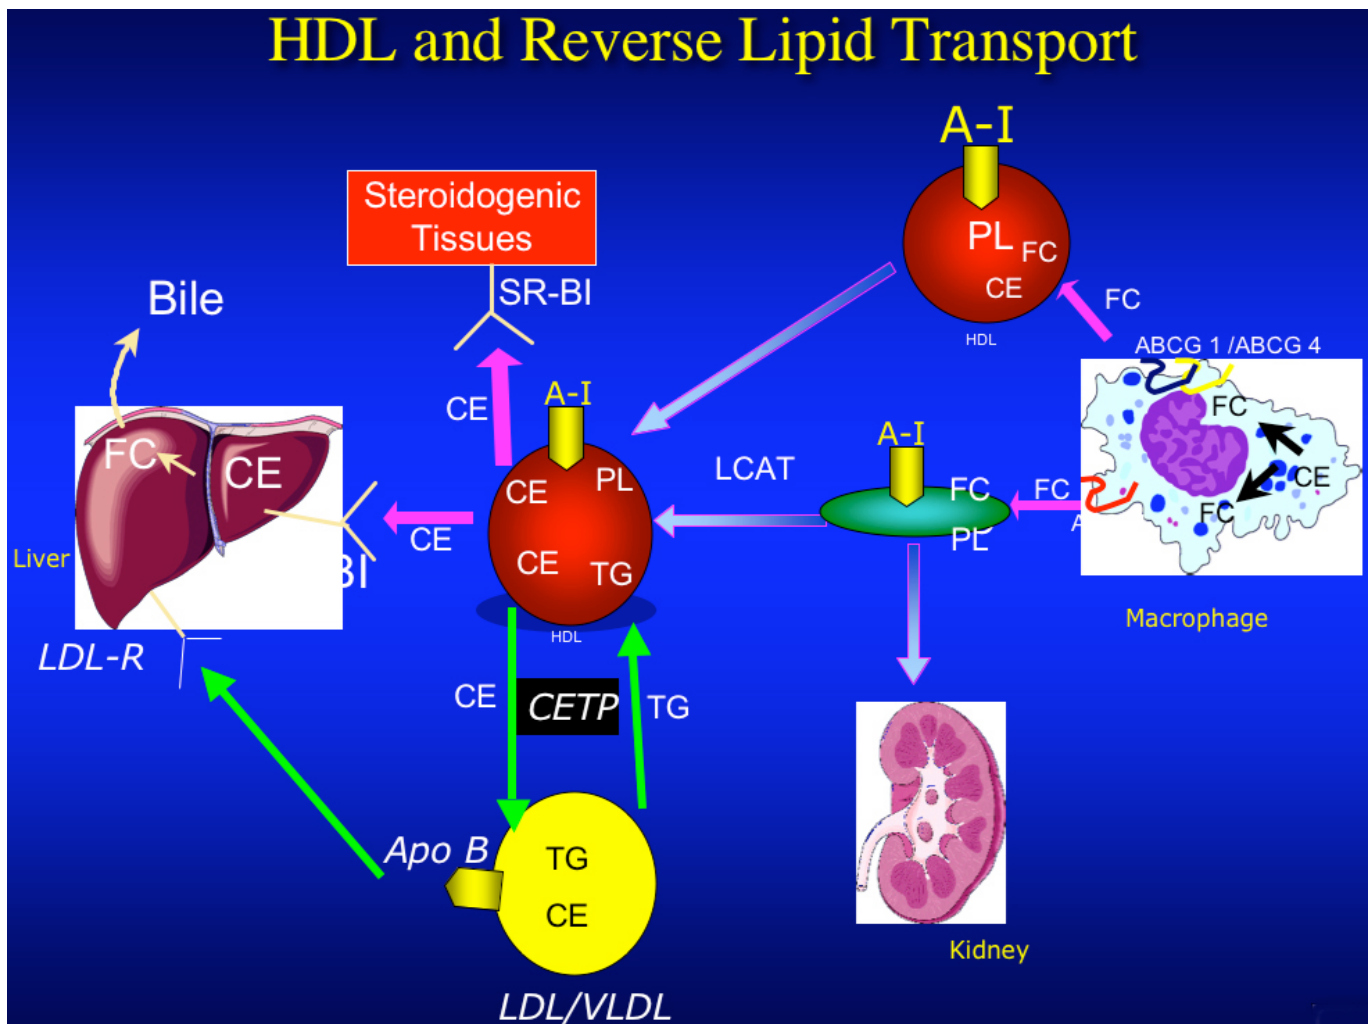 HDL and Reverse Lipid Transport
A-I
PL
FC
CE
HDL
FC
ABCG 1 /ABCG 4
FC
CE
FC
FC
Macrophage
Steroidogenic
Tissues
SR-BI
CE
Bile
FC
CE
Liver
BI
CE
LDL-R
A-I
CE
PL
CE
TG
HDL
LCAT
A-I
FC
PL
CE
CETP
TG
Apo B
TG
CE
LDL/VLDL
Kidney